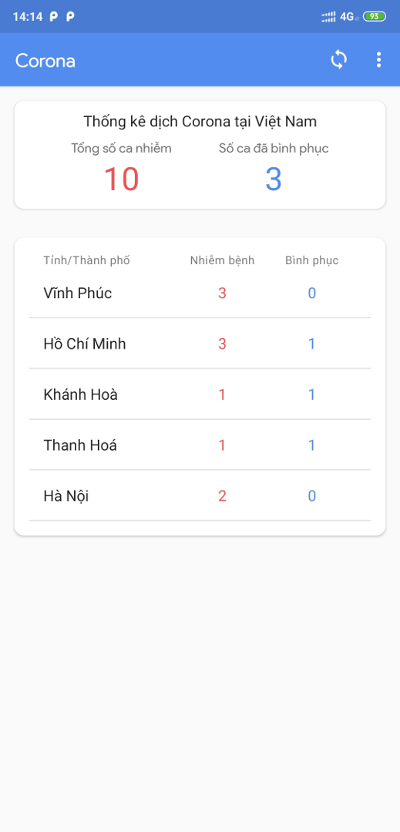 14:14 P P 4G 93
Corona
Thống kê dịch Corona tại Việt Nam
Tổng số ca nhiễm Số ca đã bình phục
10 3
Tỉnh/Thành phố Nhiễm bệnh Bình phục
Vĩnh Phúc 3 0
Hồ Chí Minh 3 1
Khánh Hoà 1 1
Thanh Hoá 1 1
Hà Nội 2 0